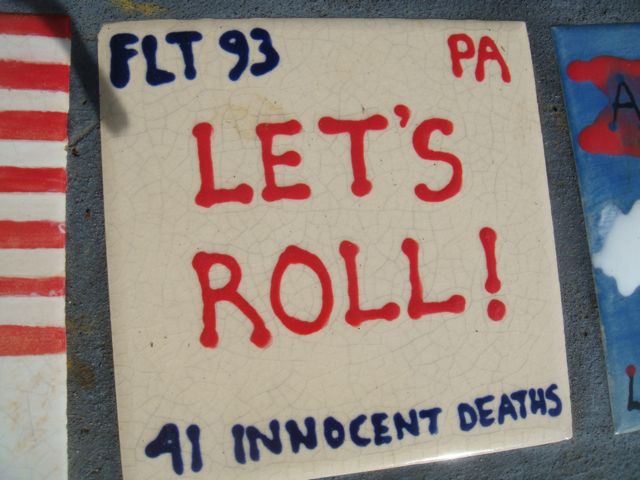 FLT 93 PA
LET'S
ROLL!
41 INNOCENT DEATHS
A
L